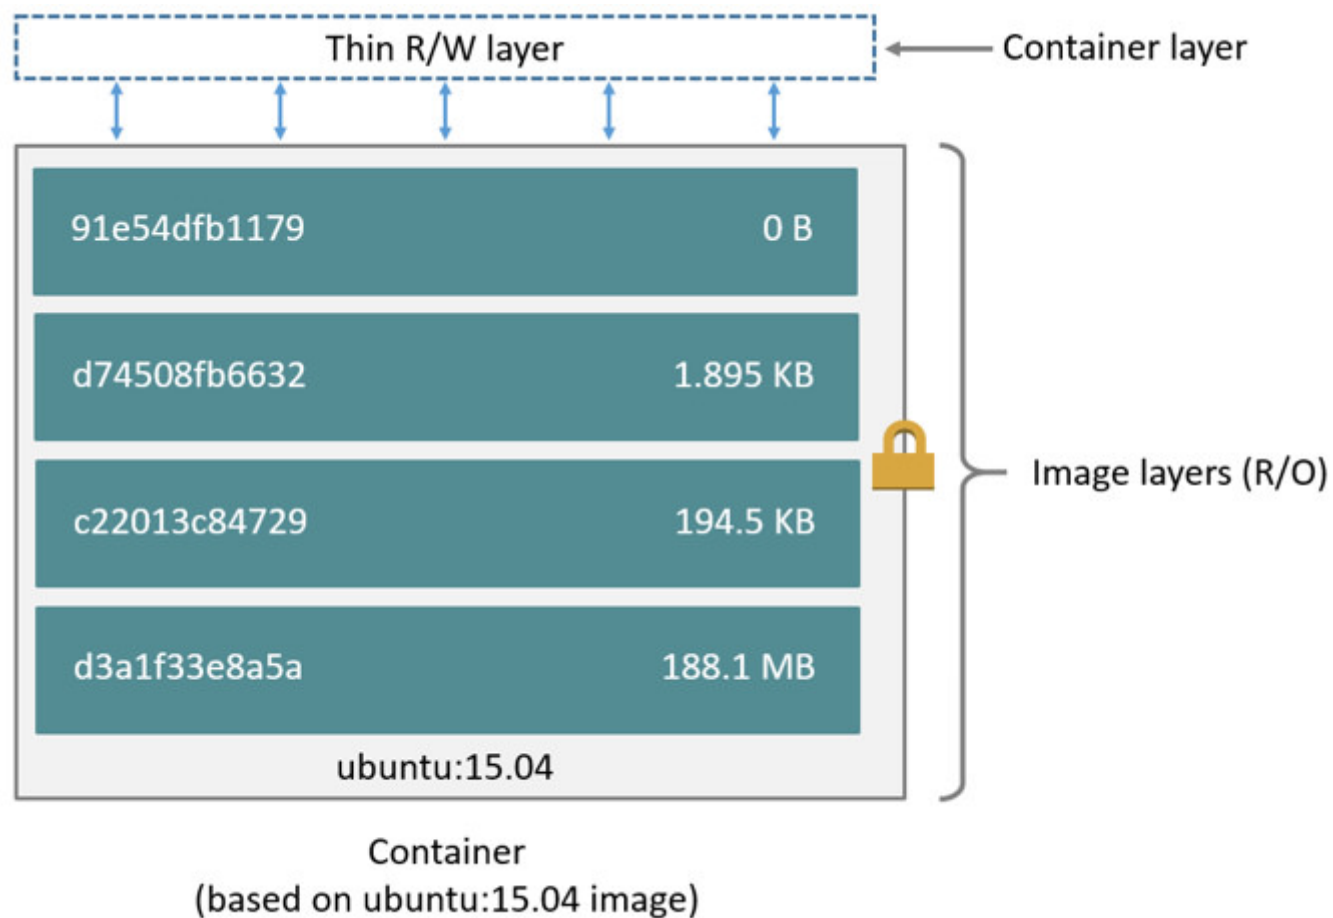 Thin R/W layer
Container layer
91e54dfb1179 0 B
d74508fb6632 1.895 KB
c22013c84729 194.5 KB
Image layers (R/O)
d3a1f33e8a5a 188.1 MB
ubuntu:15.04
Container
(based on ubuntu:15.04 image)